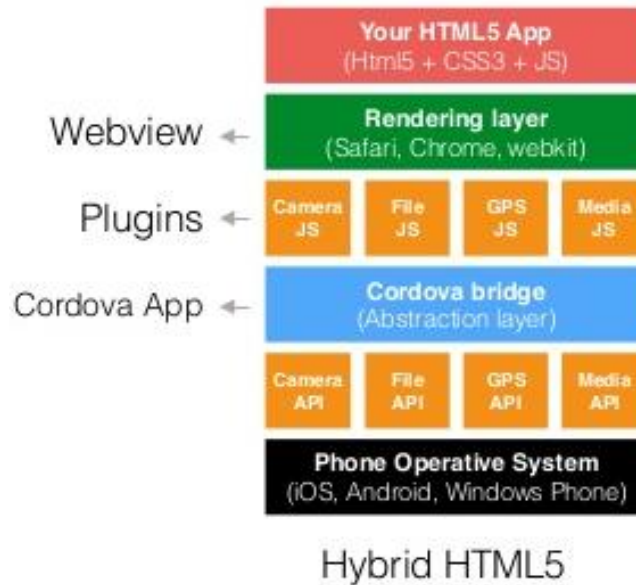 Your HTML5 App
(Html5 + CSS3 + JS)
Webview
Rendering layer
(Safari, Chrome, webkit)
Plugins
Camera JS
File JS
GPS JS
Media JS
Cordova App
Cordova bridge
(Abstraction layer)
Camera API
File API
GPS API
Media API
Phone Operative System
(iOS, Android, Windows Phone)
Hybrid HTML5